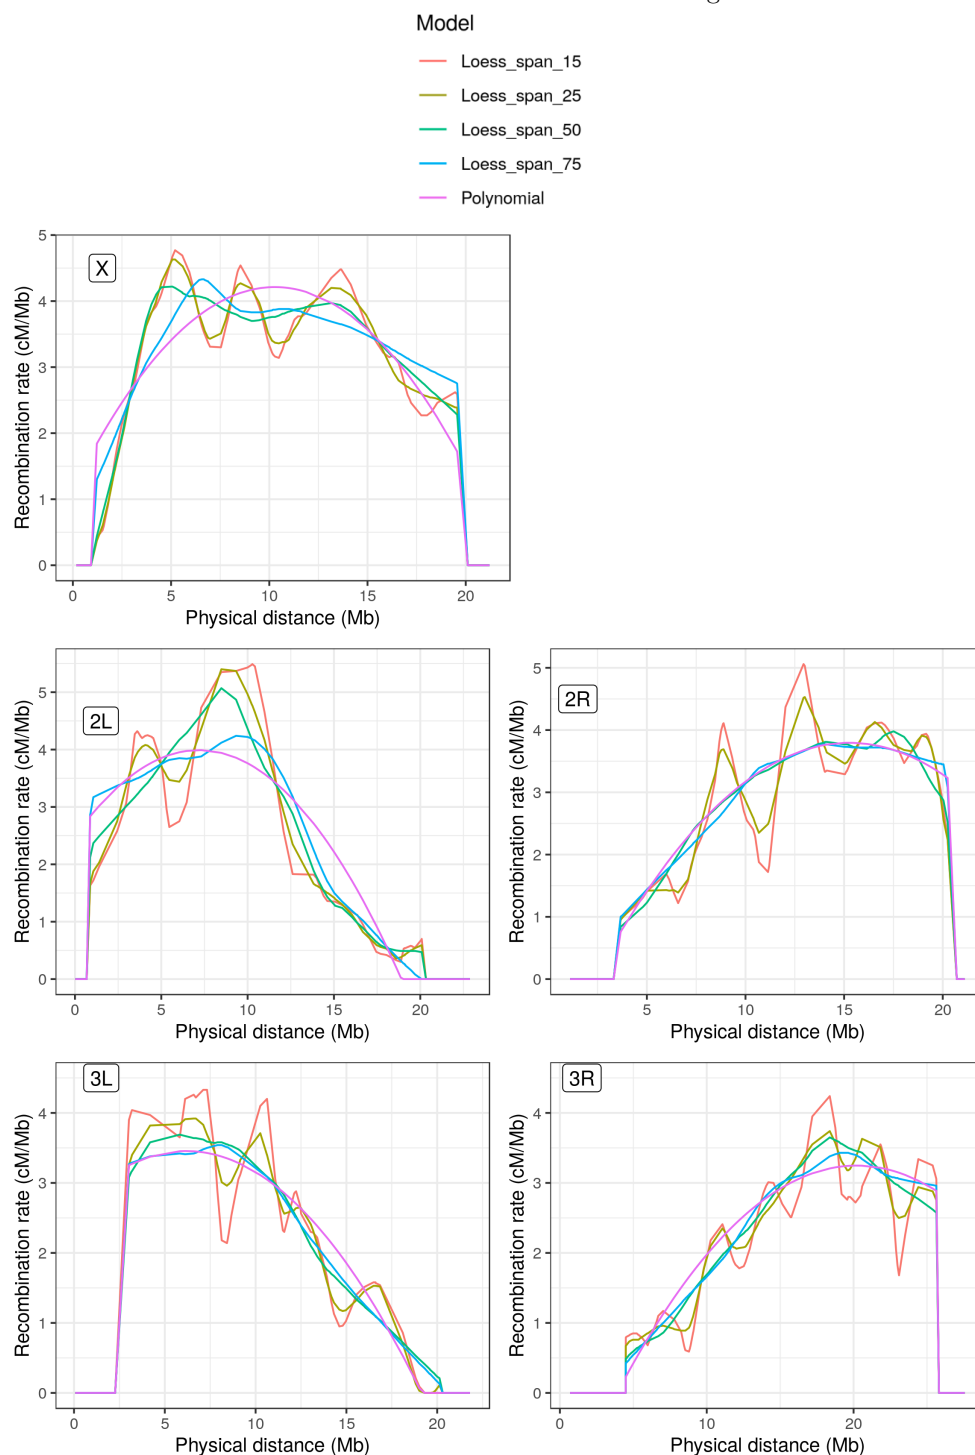 Model
Loess_span_15
Loess_span_25
Loess_span_50
Loess_span_75
Polynomial
X
Recombination rate (cM/Mb)
5
4
3
2
1
0
0 5 10 15 20
Physical distance (Mb)
2L
Recombination rate (cM/Mb)
5
4
3
2
1
0
0 5 10 15 20
Physical distance (Mb)
2R
Recombination rate (cM/Mb)
5
4
3
2
1
0
5 10 15 20
Physical distance (Mb)
3L
Recombination rate (cM/Mb)
4
3
2
1
0
0 5 10 15 20
Physical distance (Mb)
3R
Recombination rate (cM/Mb)
4
3
2
1
0
0 10 20
Physical distance (Mb)